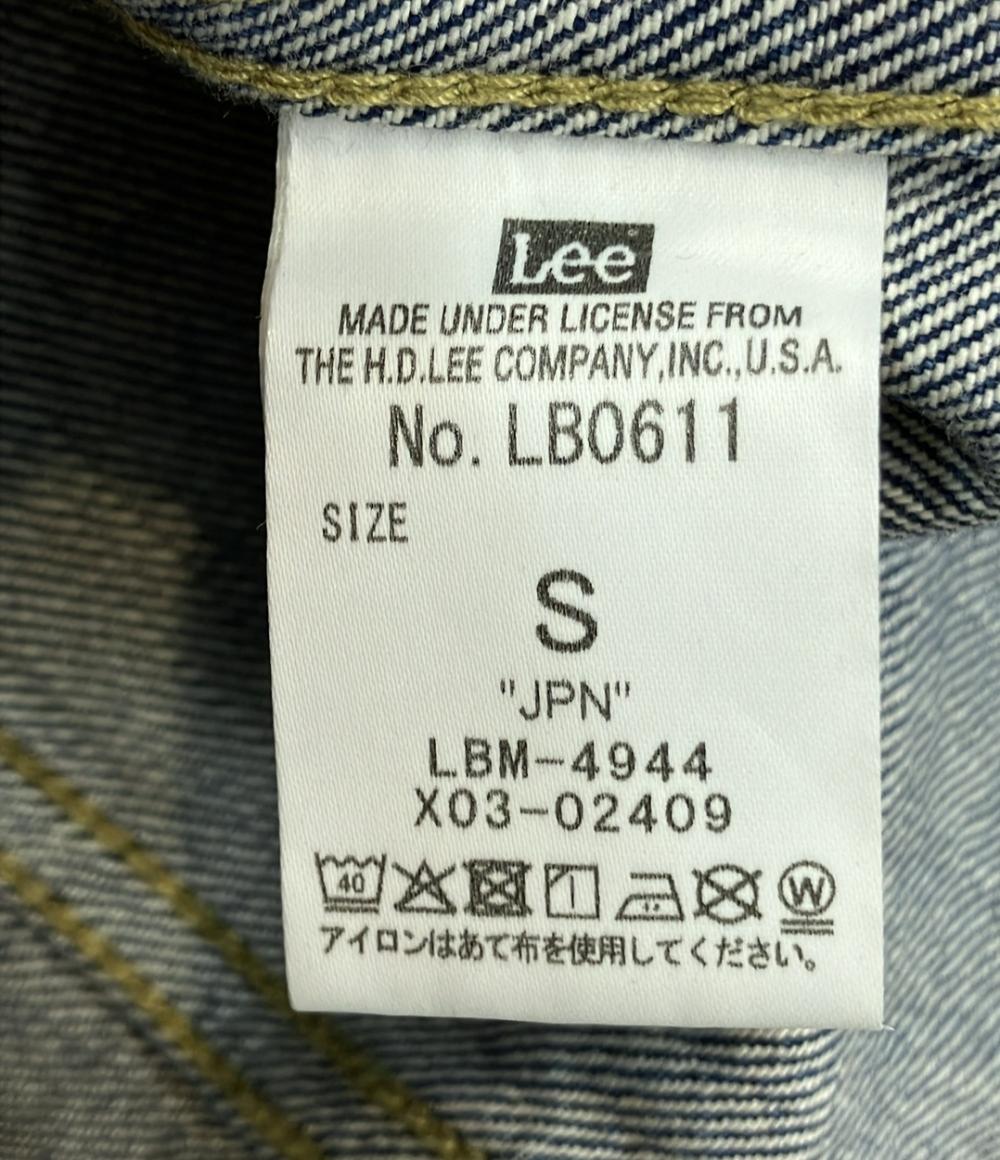 Lee
MADE UNDER LICENSE FROM
THE H.D.LEE COMPANY,INC.,U.S.A.
No. LB0611
SIZE
S
"JPN"
LBM-4944
X03-02409
40 W
アイロンはあて布を使用してください。